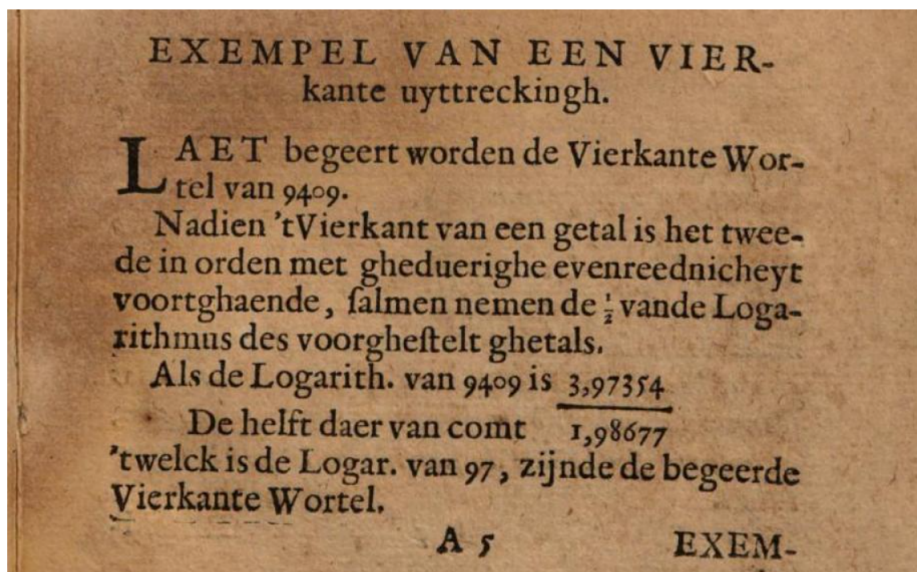 EXEMPEL VAN EEN VIER-
kante uyttreckingh.
LAET begeert worden de Vierkante Wor-
tel van 9409.
Nadien 'tVierkant van een getal is het twee-
de in orden met gheduerighe evenreednicheyt
voortghaende, ſalmen nemen de ½ vande Loga-
rithmus des voorgheſtelt ghetals.
Als de Logarith. van 9409 is 3,97354
De helft daer van comt 1,98677
'twelck is de Logar. van 97, zijnde de begeerde
Vierkante Wortel.
A 5 EXEM-